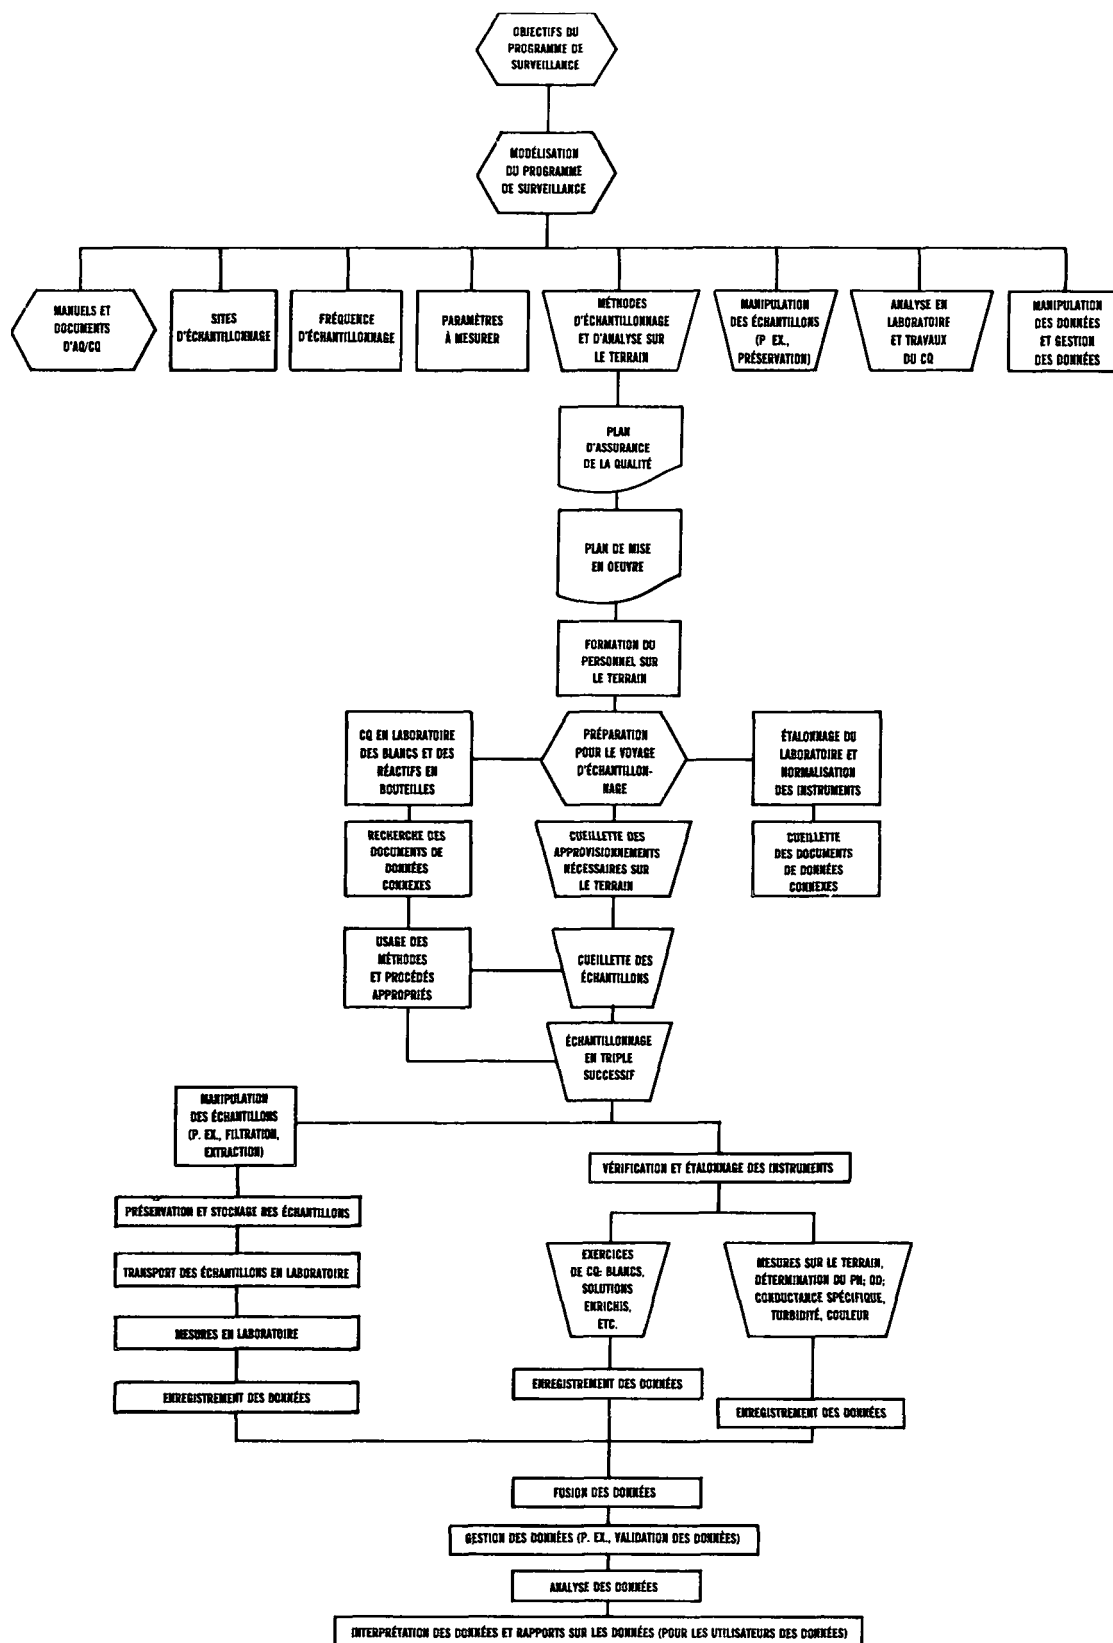 OBJECTIFS DU
PROGRAMME DE
SURVEILLANCE
MODÉLISATION
DU PROGRAMME
DE SURVEILLANCE
MANUELS ET
DOCUMENTS
D'AQ/CQ
SITES
D'ÉCHANTILLONNAGE
FRÉQUENCE
D'ÉCHANTILLONNAGE
PARAMÈTRES
À MESURER
MÉTHODES
D'ÉCHANTILLONNAGE
ET D'ANALYSE SUR
LE TERRAIN
MANIPULATION
DES ÉCHANTILLONS
(P EX.,
PRÉSERVATION)
ANALYSE EN
LABORATOIRE
ET TRAVAUX
DU CQ
MANIPULATION
DES DONNÉES
ET GESTION
DES DONNÉES
PLAN
D'ASSURANCE
DE LA QUALITÉ
PLAN DE MISE
EN OEUVRE
FORMATION DU
PERSONNEL SUR
LE TERRAIN
CQ EN LABORATOIRE
DES BLANCS ET DES
RÉACTIFS EN
BOUTEILLES
PRÉPARATION
POUR LE VOYAGE
D'ÉCHANTILLON-
NAGE
ÉTALONNAGE DU
LABORATOIRE ET
NORMALISATION
DES INSTRUMENTS
RECHERCHE DES
DOCUMENTS DE
DONNÉES
CONNEXES
CUEILLETTE DES
APPROVISIONNEMENTS
NÉCESSAIRES SUR
LE TERRAIN
CUEILLETTE
DES DOCUMENTS
DE DONNÉES
CONNEXES
USAGE DES
MÉTHODES
ET PROCÉDÉS
APPROPRIÉS
CUEILLETTE DES
ÉCHANTILLONS
ÉCHANTILLONNAGE
EN TRIPLE
SUCCESSIF
MANIPULATION
DES ÉCHANTILLONS
(P. EX., FILTRATION,
EXTRACTION)
VÉRIFICATION ET ÉTALONNAGE DES INSTRUMENTS
PRÉSERVATION ET STOCKAGE DES ÉCHANTILLONS
TRANSPORT DES ÉCHANTILLONS EN LABORATOIRE
MESURES EN LABORATOIRE
ENREGISTREMENT DES DONNÉES
EXERCICES
DE CQ: BLANCS,
SOLUTIONS
ENRICHIS,
ETC.
MESURES SUR LE TERRAIN,
DÉTERMINATION DU PH; OD;
CONDUCTANCE SPÉCIFIQUE,
TURBIDITÉ, COULEUR
ENREGISTREMENT DES DONNÉES
ENREGISTREMENT DES DONNÉES
FUSION DES DONNÉES
GESTION DES DONNÉES (P. EX., VALIDATION DES DONNÉES)
ANALYSE DES DONNÉES
INTERPRÉTATION DES DONNÉES ET RAPPORTS SUR LES DONNÉES (POUR LES UTILISATEURS DES DONNÉES)